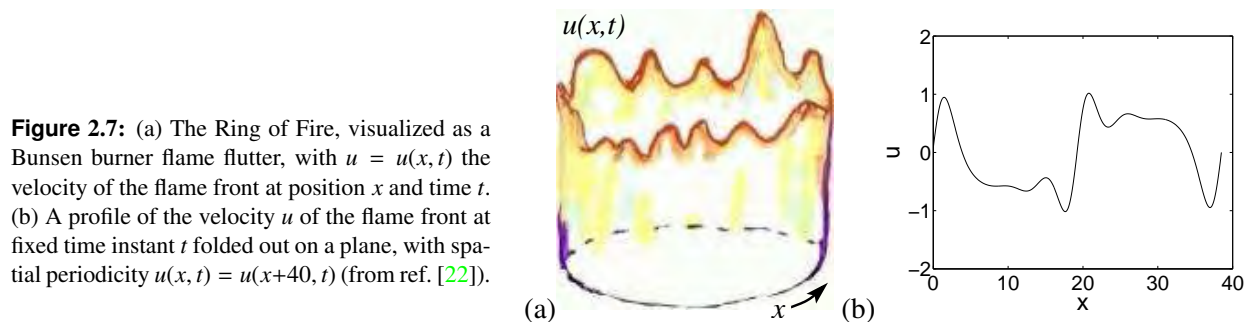 Figure 2.7: (a) The Ring of Fire, visualized as a
Bunsen burner flame flutter, with u = u(x, t) the
velocity of the flame front at position x and time t.
(b) A profile of the velocity u of the flame front at
fixed time instant t folded out on a plane, with spa-
tial periodicity u(x, t) = u(x+40, t) (from ref. [22]).
u(x,t)
x
(a)
2
1
0
−1
−2
u
0 10 20 30 40
x
(b)